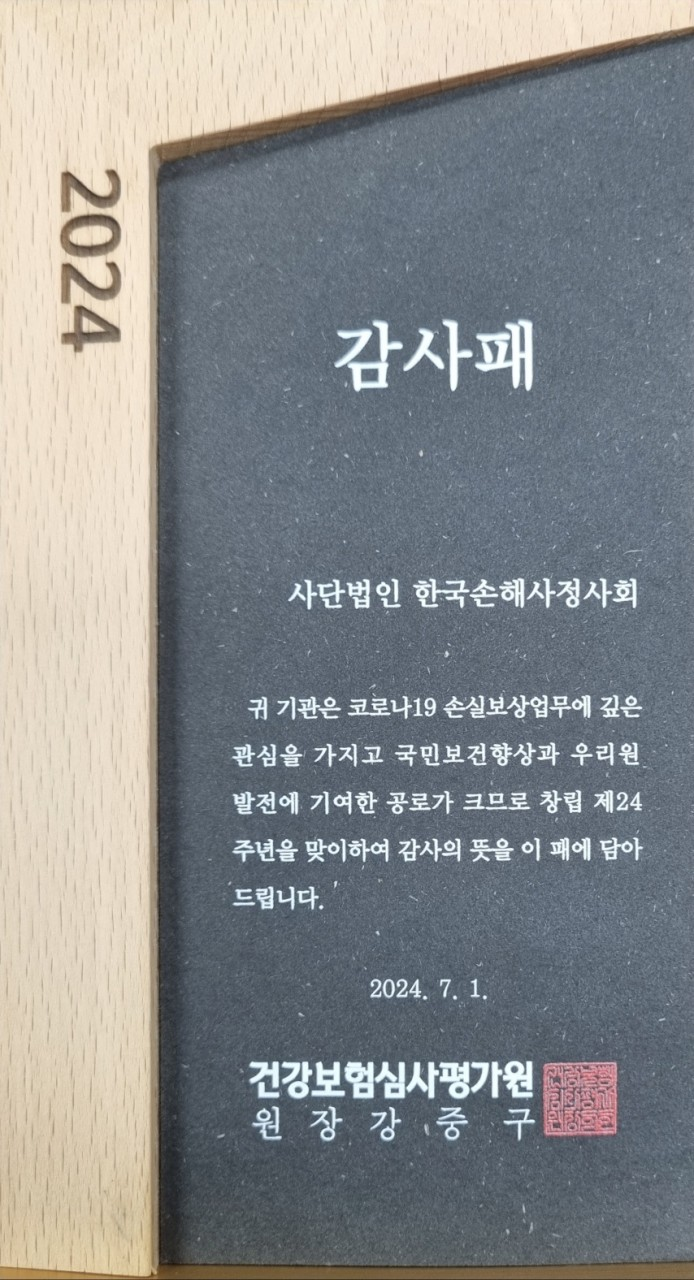 2024
감사패
사단법인 한국손해사정사회
귀 기관은 코로나19 손실보상업무에 깊은
관심을 가지고 국민보건향상과 우리원
발전에 기여한 공로가 크므로 창립 제24
주년을 맞이하여 감사의 뜻을 이 패에 담아
드립니다.
2024. 7. 1.
건강보험심사평가원
원 장 강 중 구